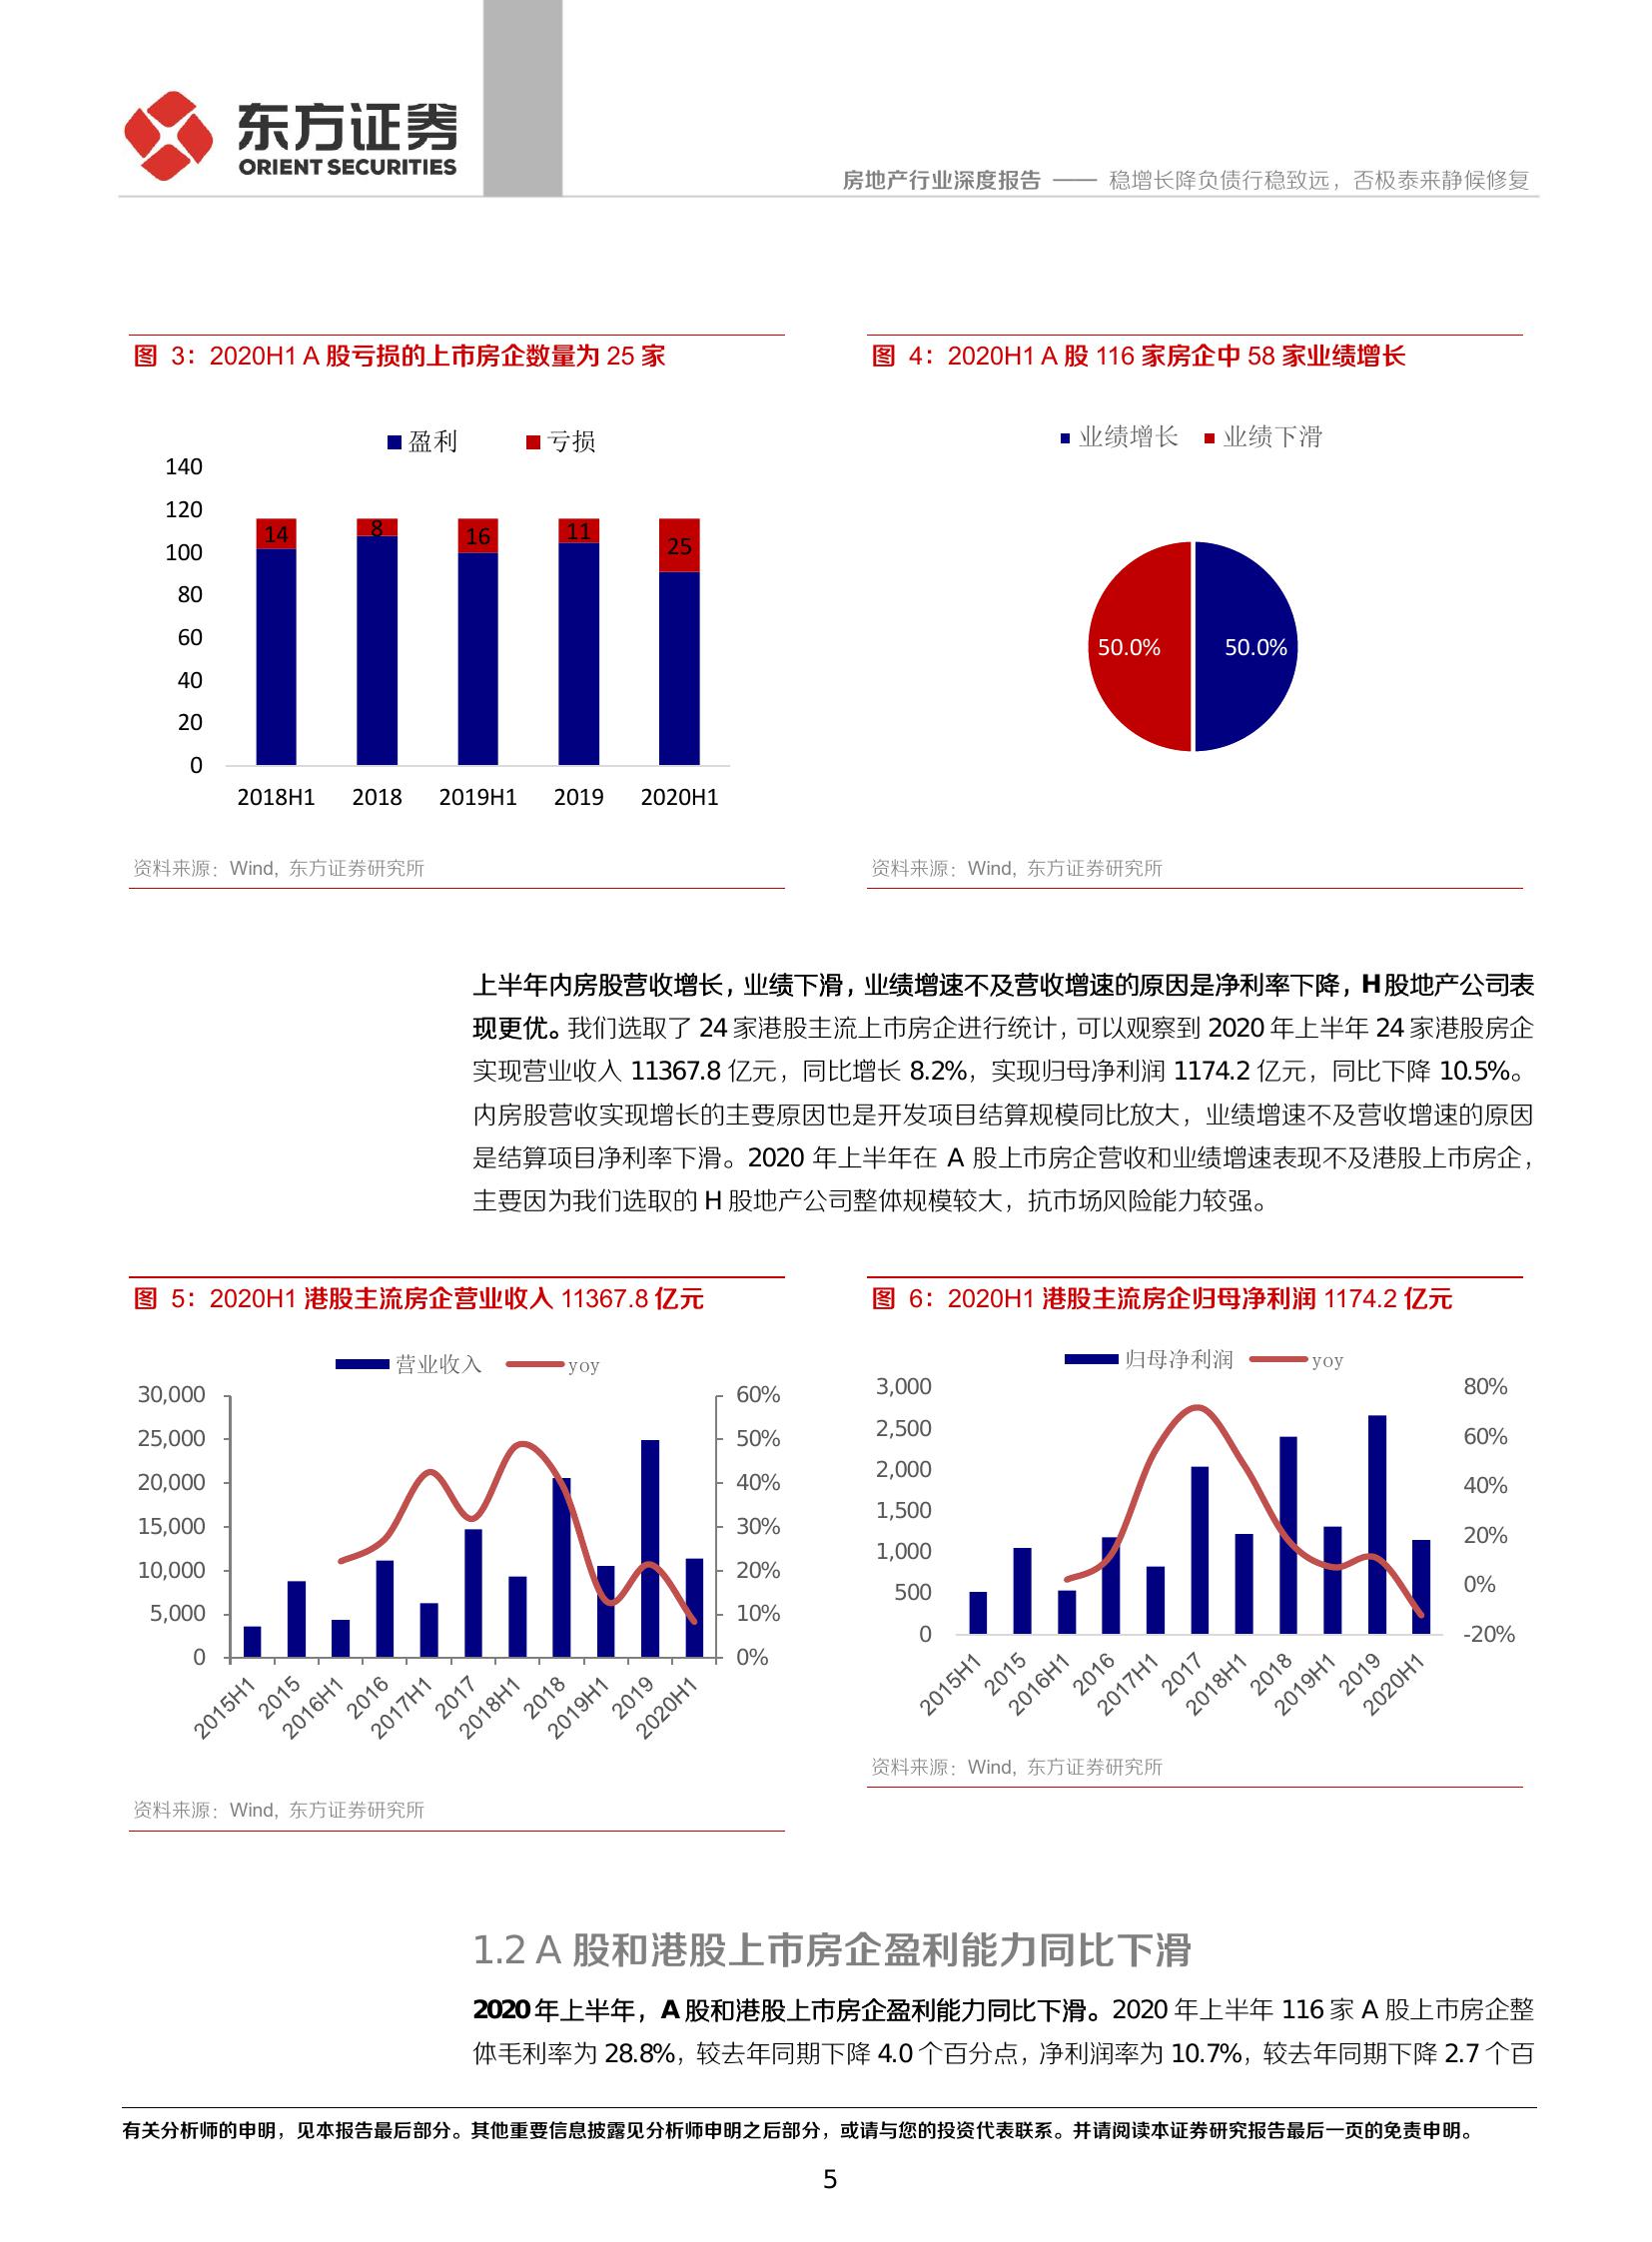 东方证券
ORIENT SECURITIES
房地产行业深度报告 —— 稳增长降负债行稳致远，否极泰来静候修复
图 3：2020H1 A 股亏损的上市房企数量为 25 家
盈利 亏损
140
120
100
80
60
40
20
0
14 8 16 11 25
2018H1 2018 2019H1 2019 2020H1
资料来源：Wind, 东方证券研究所
图 4：2020H1 A 股 116 家房企中 58 家业绩增长
业绩增长 业绩下滑
50.0% 50.0%
资料来源：Wind, 东方证券研究所
上半年内房股营收增长，业绩下滑，业绩增速不及营收增速的原因是净利率下降，H股地产公司表
现更优。我们选取了 24 家港股主流上市房企进行统计，可以观察到 2020 年上半年 24 家港股房企
实现营业收入 11367.8 亿元，同比增长 8.2%，实现归母净利润 1174.2 亿元，同比下降 10.5%。
内房股营收实现增长的主要原因也是开发项目结算规模同比放大，业绩增速不及营收增速的原因
是结算项目净利率下滑。2020 年上半年在 A 股上市房企营收和业绩增速表现不及港股上市房企，
主要因为我们选取的 H 股地产公司整体规模较大，抗市场风险能力较强。
图 5：2020H1 港股主流房企营业收入 11367.8 亿元
营业收入 yoy
30,000 60%
25,000 50%
20,000 40%
15,000 30%
10,000 20%
5,000 10%
0 0%
2015H1 2015 2016H1 2016 2017H1 2017 2018H1 2018 2019H1 2019 2020H1
资料来源：Wind, 东方证券研究所
图 6：2020H1 港股主流房企归母净利润 1174.2 亿元
归母净利润 yoy
3,000 80%
2,500 60%
2,000 40%
1,500 20%
1,000 0%
500 -20%
0
2015H1 2015 2016H1 2016 2017H1 2017 2018H1 2018 2019H1 2019 2020H1
资料来源：Wind, 东方证券研究所
1.2 A 股和港股上市房企盈利能力同比下滑
2020 年上半年，A 股和港股上市房企盈利能力同比下滑。2020 年上半年 116 家 A 股上市房企整
体毛利率为 28.8%，较去年同期下降 4.0 个百分点，净利润率为 10.7%，较去年同期下降 2.7 个百
有关分析师的申明，见本报告最后部分。其他重要信息披露见分析师申明之后部分，或请与您的投资代表联系。并请阅读本证券研究报告最后一页的免责申明。
5